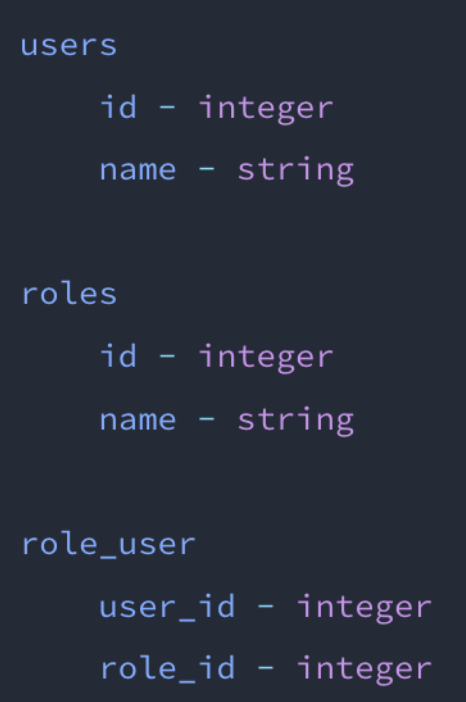 users
    id - integer
    name - string
roles
    id - integer
    name - string
role_user
    user_id - integer
    role_id - integer